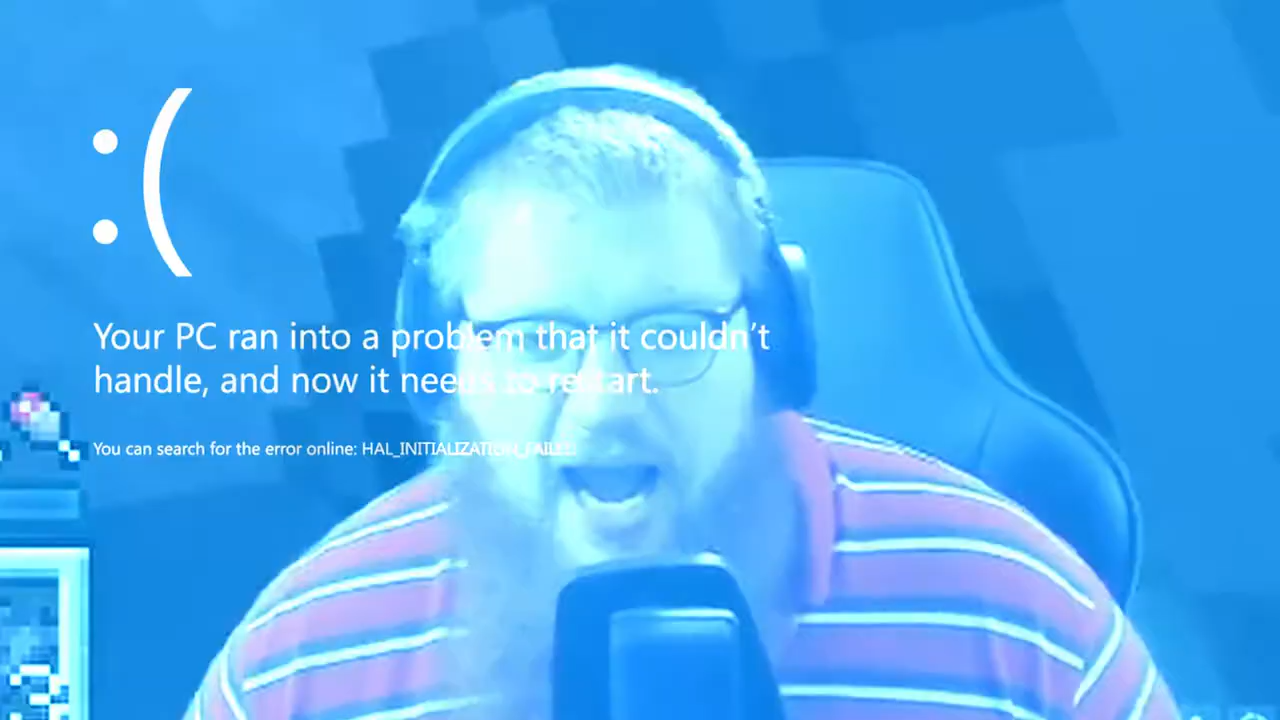 :(
Your PC ran into a problem that it couldn't
handle, and now it needs to restart.
You can search for the error online: HAL_INITIALIZATION_FAILED